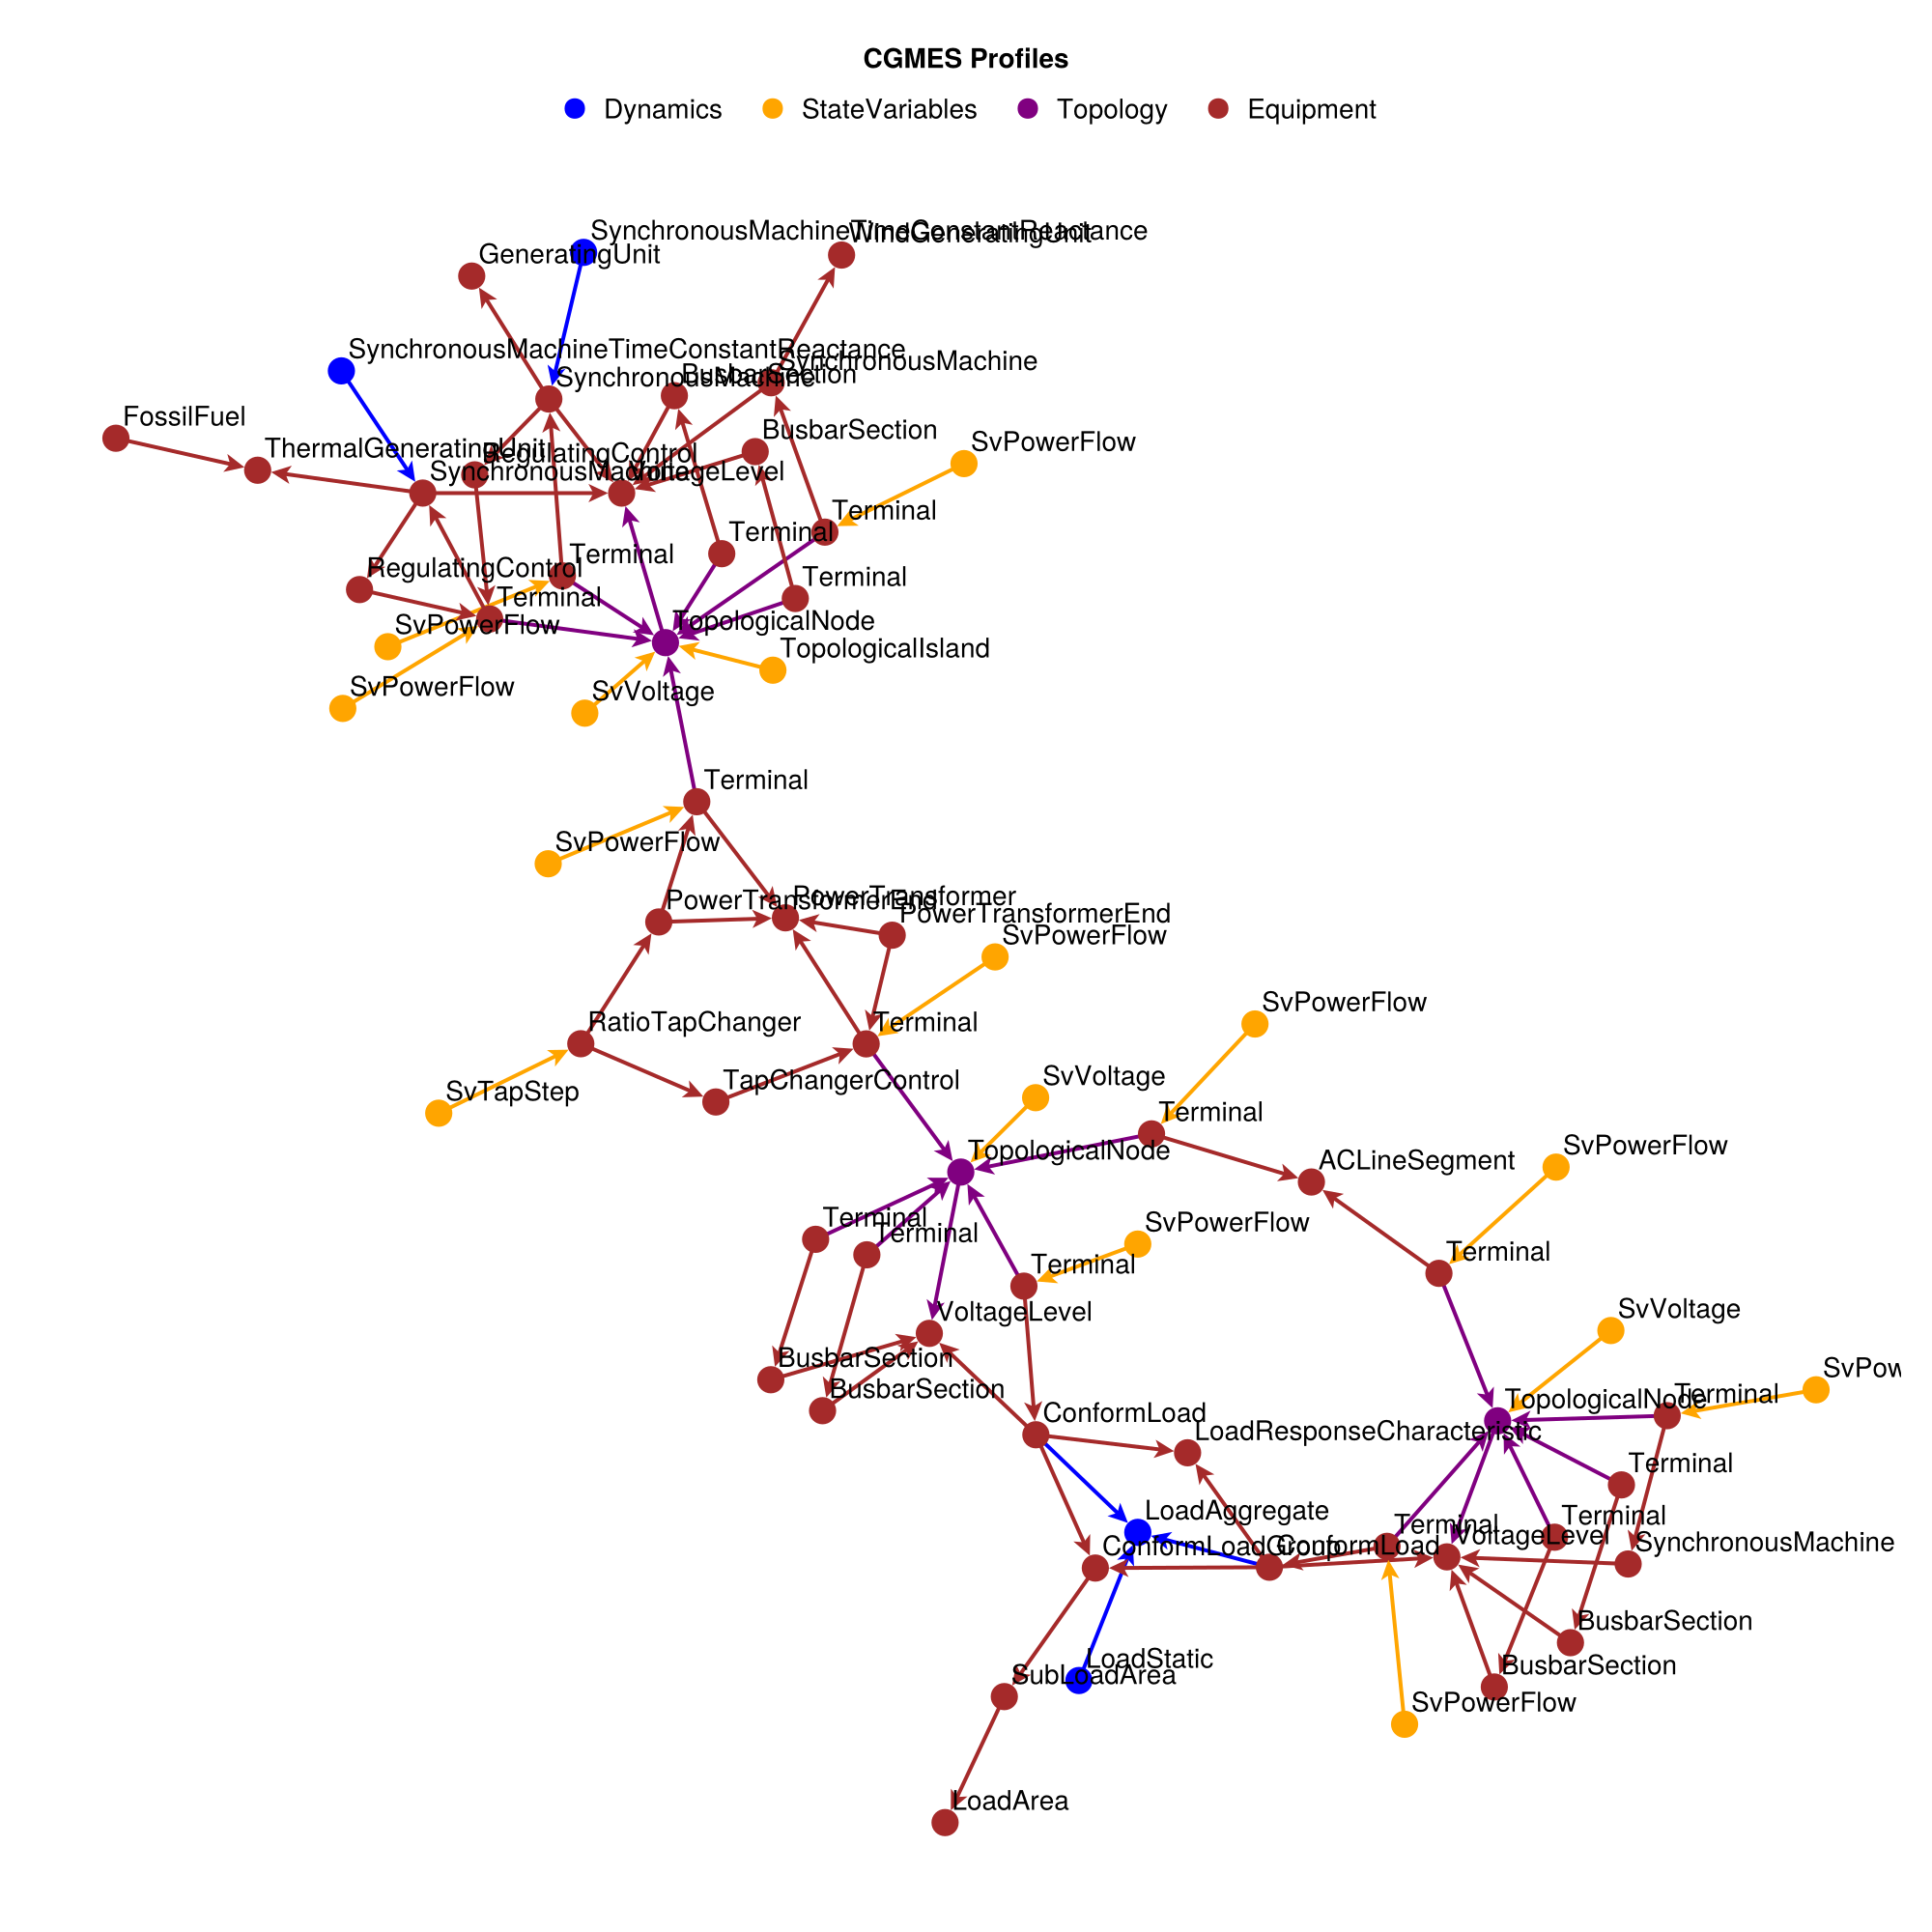 CGMES Profiles
Dynamics
StateVariables
Topology
Equipment
SynchronousMachineTimeConstantReactance
WindGeneratingUnit
GeneratingUnit
SynchronousMachineTimeConstantReactance
SynchronousMachine
SynchronousMachine
BusbarSection
FossilFuel
BusbarSection
SvPowerFlow
ThermalGeneratingUnit
RegulatingControl
SynchronousMachine
VoltageLevel
Terminal
Terminal
Terminal
RegulatingControl
Terminal
Terminal
SvPowerFlow
TopologicalNode
TopologicalIsland
SvPowerFlow
SvVoltage
Terminal
SvPowerFlow
PowerTransformerEnd
PowerTransformer
PowerTransformerEnd
SvPowerFlow
SvPowerFlow
RatioTapChanger
Terminal
TapChangerControl
SvVoltage
SvTapStep
Terminal
TopologicalNode
SvPowerFlow
ACLineSegment
Terminal
Terminal
SvPowerFlow
Terminal
Terminal
VoltageLevel
SvVoltage
BusbarSection
BusbarSection
SvPow
Terminal
TopologicalNode
ConformLoad
LoadResponseCharacteristic
Terminal
LoadAggregate
Terminal
Terminal
VoltageLevel
ConformLoadGroup
ConformLoad
SynchronousMachine
BusbarSection
LoadStatic
SubLoadArea
BusbarSection
SvPowerFlow
LoadArea